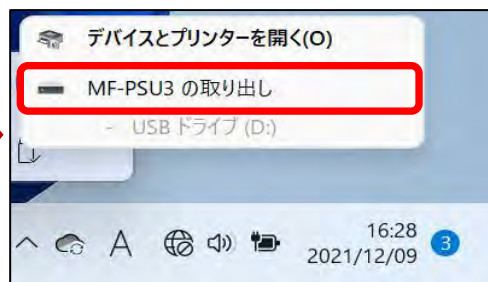 デバイスとプリンターを開く(O)
MF-PSU3 の取り出し
- USB ドライブ (D:)
A
16:28
2021/12/09
3